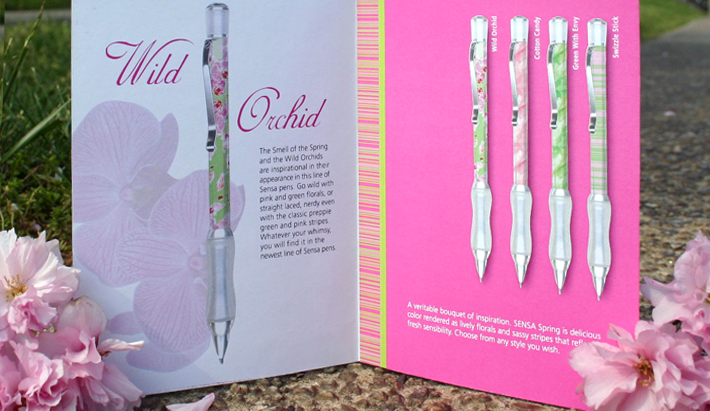 Wild
Orchid
The Smell of the Spring
and the Wild Orchids
are inspirational in their
appearance in this line of
Sensa pens. Go wild with
pink and green florals, or
straight laced, nerdy even
with the classic preppie
green and pink stripes.
Whatever your whimsy,
you will find it in the
newest line of Sensa pens.
Wild Orchid
Cotton Candy
Green With Envy
Swizzle Stick
A veritable bouquet of inspiration, SENSA Spring is delicious
color rendered as lively florals and sassy stripes that
fresh sensibility. Choose from any style you wish.